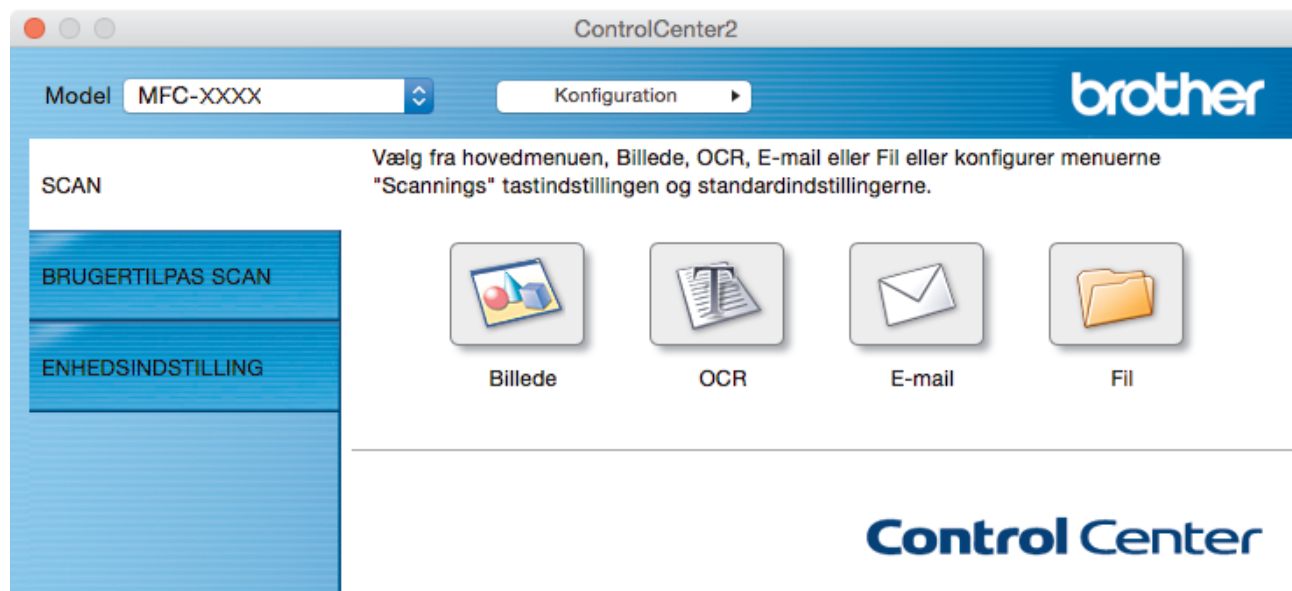 ControlCenter2
Model MFC-XXXX Konfiguration brother
SCAN
BRUGERTILPAS SCAN
ENHEDSINDSTILLING
Vælg fra hovedmenuen, Billede, OCR, E-mail eller Fil eller konfigurer menuerne
"Scannings" tastindstillingen og standardindstillingerne.
Billede OCR E-mail Fil
Control Center